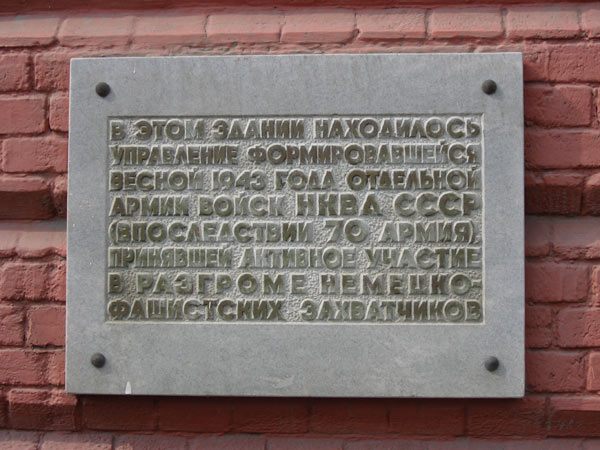 В ЭТОМ ЗДАНИИ НАХОДИЛОСЬ
УПРАВЛЕНИЕ ФОРМИРОВАВШЕЙСЯ
ВЕСНОЙ 1943 ГОДА ОТДЕЛЬНОЙ
АРМИИ ВОЙСК НКВД СССР
(ВПОСЛЕДСТВИИ 70 АРМИЯ),
ПРИНЯВШЕЙ АКТИВНОЕ УЧАСТИЕ
В РАЗГРОМЕ НЕМЕЦКО-
ФАШИСТСКИХ ЗАХВАТЧИКОВ